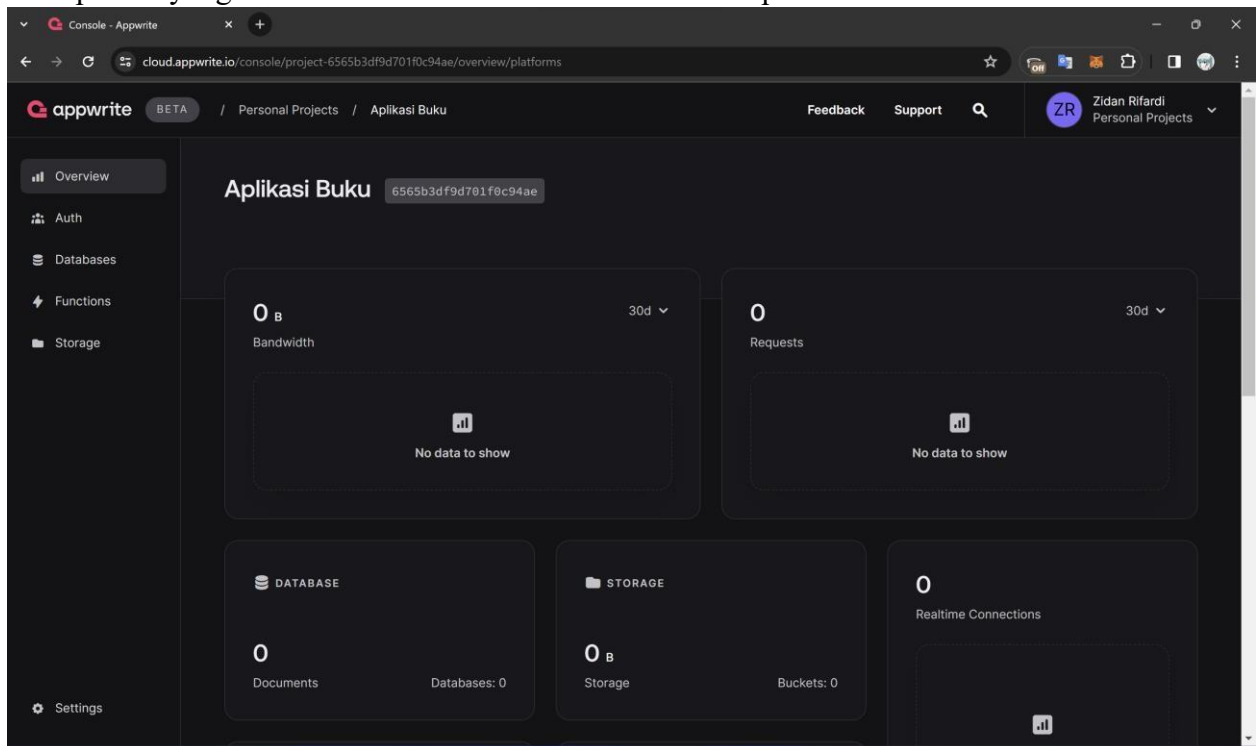 Console - Appwrite
cloud.appwrite.io/console/project-6565b3df9d701f0c94ae/overview/platforms
Off
appwrite BETA / Personal Projects / Aplikasi Buku
Feedback Support
ZR Zidan Rifardi
Personal Projects
Overview
Auth
Databases
Functions
Storage
Settings
Aplikasi Buku 6565b3df9d701f0c94ae
0 B 30d
Bandwidth
No data to show
0 30d
Requests
No data to show
DATABASE
0
Documents Databases: 0
STORAGE
0 B
Storage Buckets: 0
0
Realtime Connections